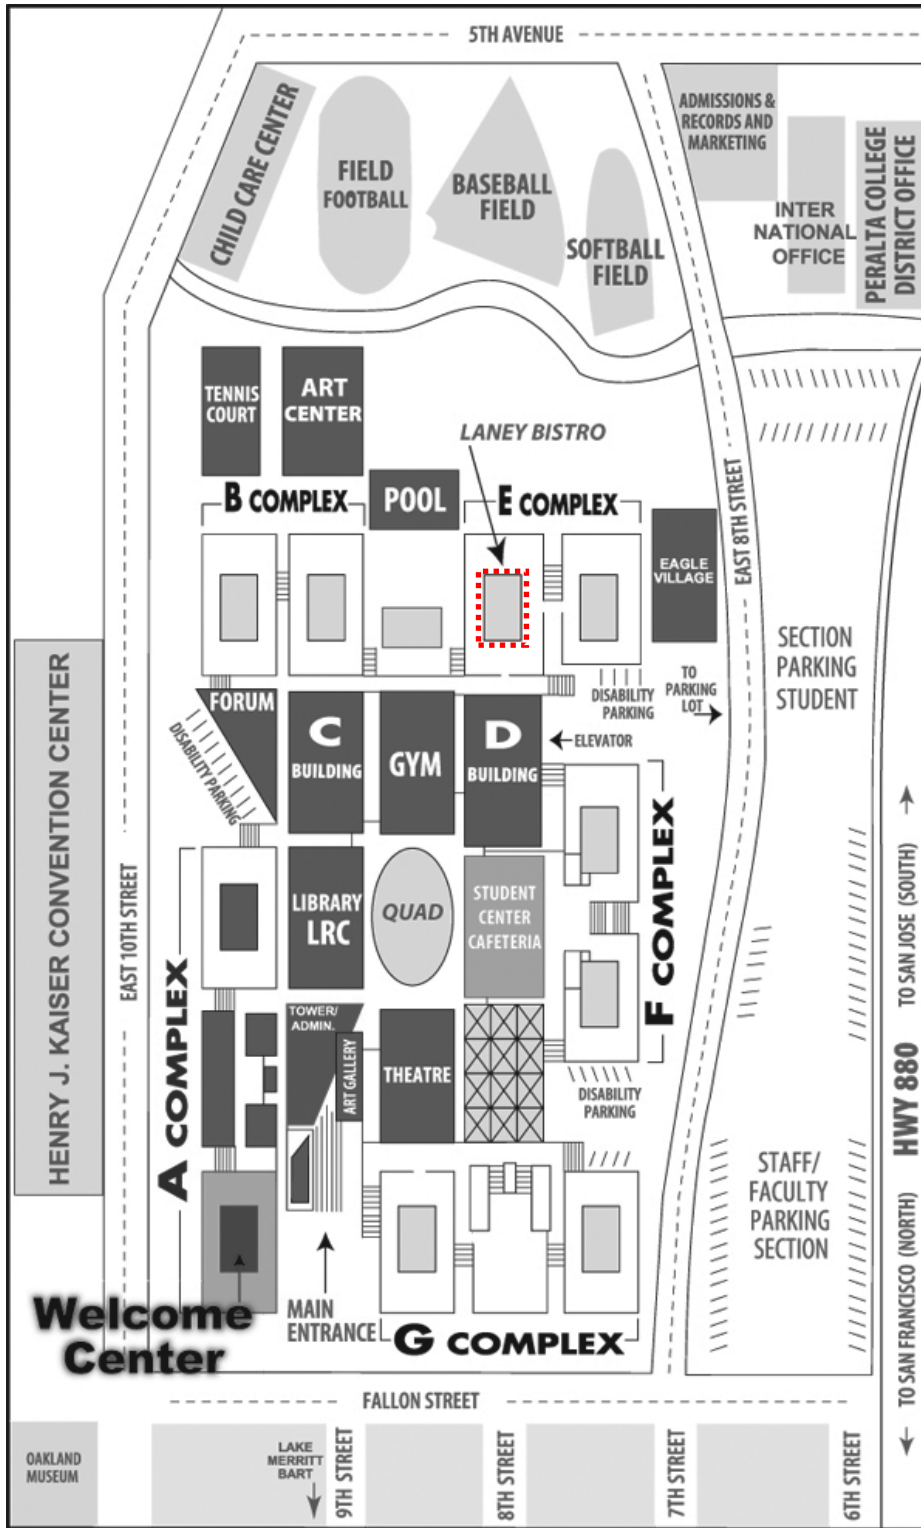 5TH AVENUE
CHILD CARE CENTER
FIELD
FOOTBALL
BASEBALL
FIELD
SOFTBALL
FIELD
ADMISSIONS &
RECORDS AND
MARKETING
INTER
NATIONAL
OFFICE
PERALTA COLLEGE
DISTRICT OFFICE
TENNIS
COURT
ART
CENTER
LANEY BISTRO
B COMPLEX
POOL
E COMPLEX
EAST 8TH STREET
EAGLE
VILLAGE
HENRY J. KAISER CONVENTION CENTER
EAST 10TH STREET
SECTION
PARKING
STUDENT
DISABILITY
PARKING
TO
PARKING
LOT
FORUM
DISABILITY PARKING
C
BUILDING
GYM
D
BUILDING
ELEVATOR
F COMPLEX
A COMPLEX
LIBRARY
LRC
QUAD
STUDENT
CENTER
CAFETERIA
TO SAN JOSE (SOUTH)
HWY 880
TO SAN FRANCISCO (NORTH)
TOWER/
ADMIN.
ART GALLERY
THEATRE
DISABILITY
PARKING
STAFF/
FACULTY
PARKING
SECTION
Welcome
Center
MAIN
ENTRANCE
G COMPLEX
FALLON STREET
OAKLAND
MUSEUM
LAKE
MERRITT
BART
9TH STREET
8TH STREET
7TH STREET
6TH STREET